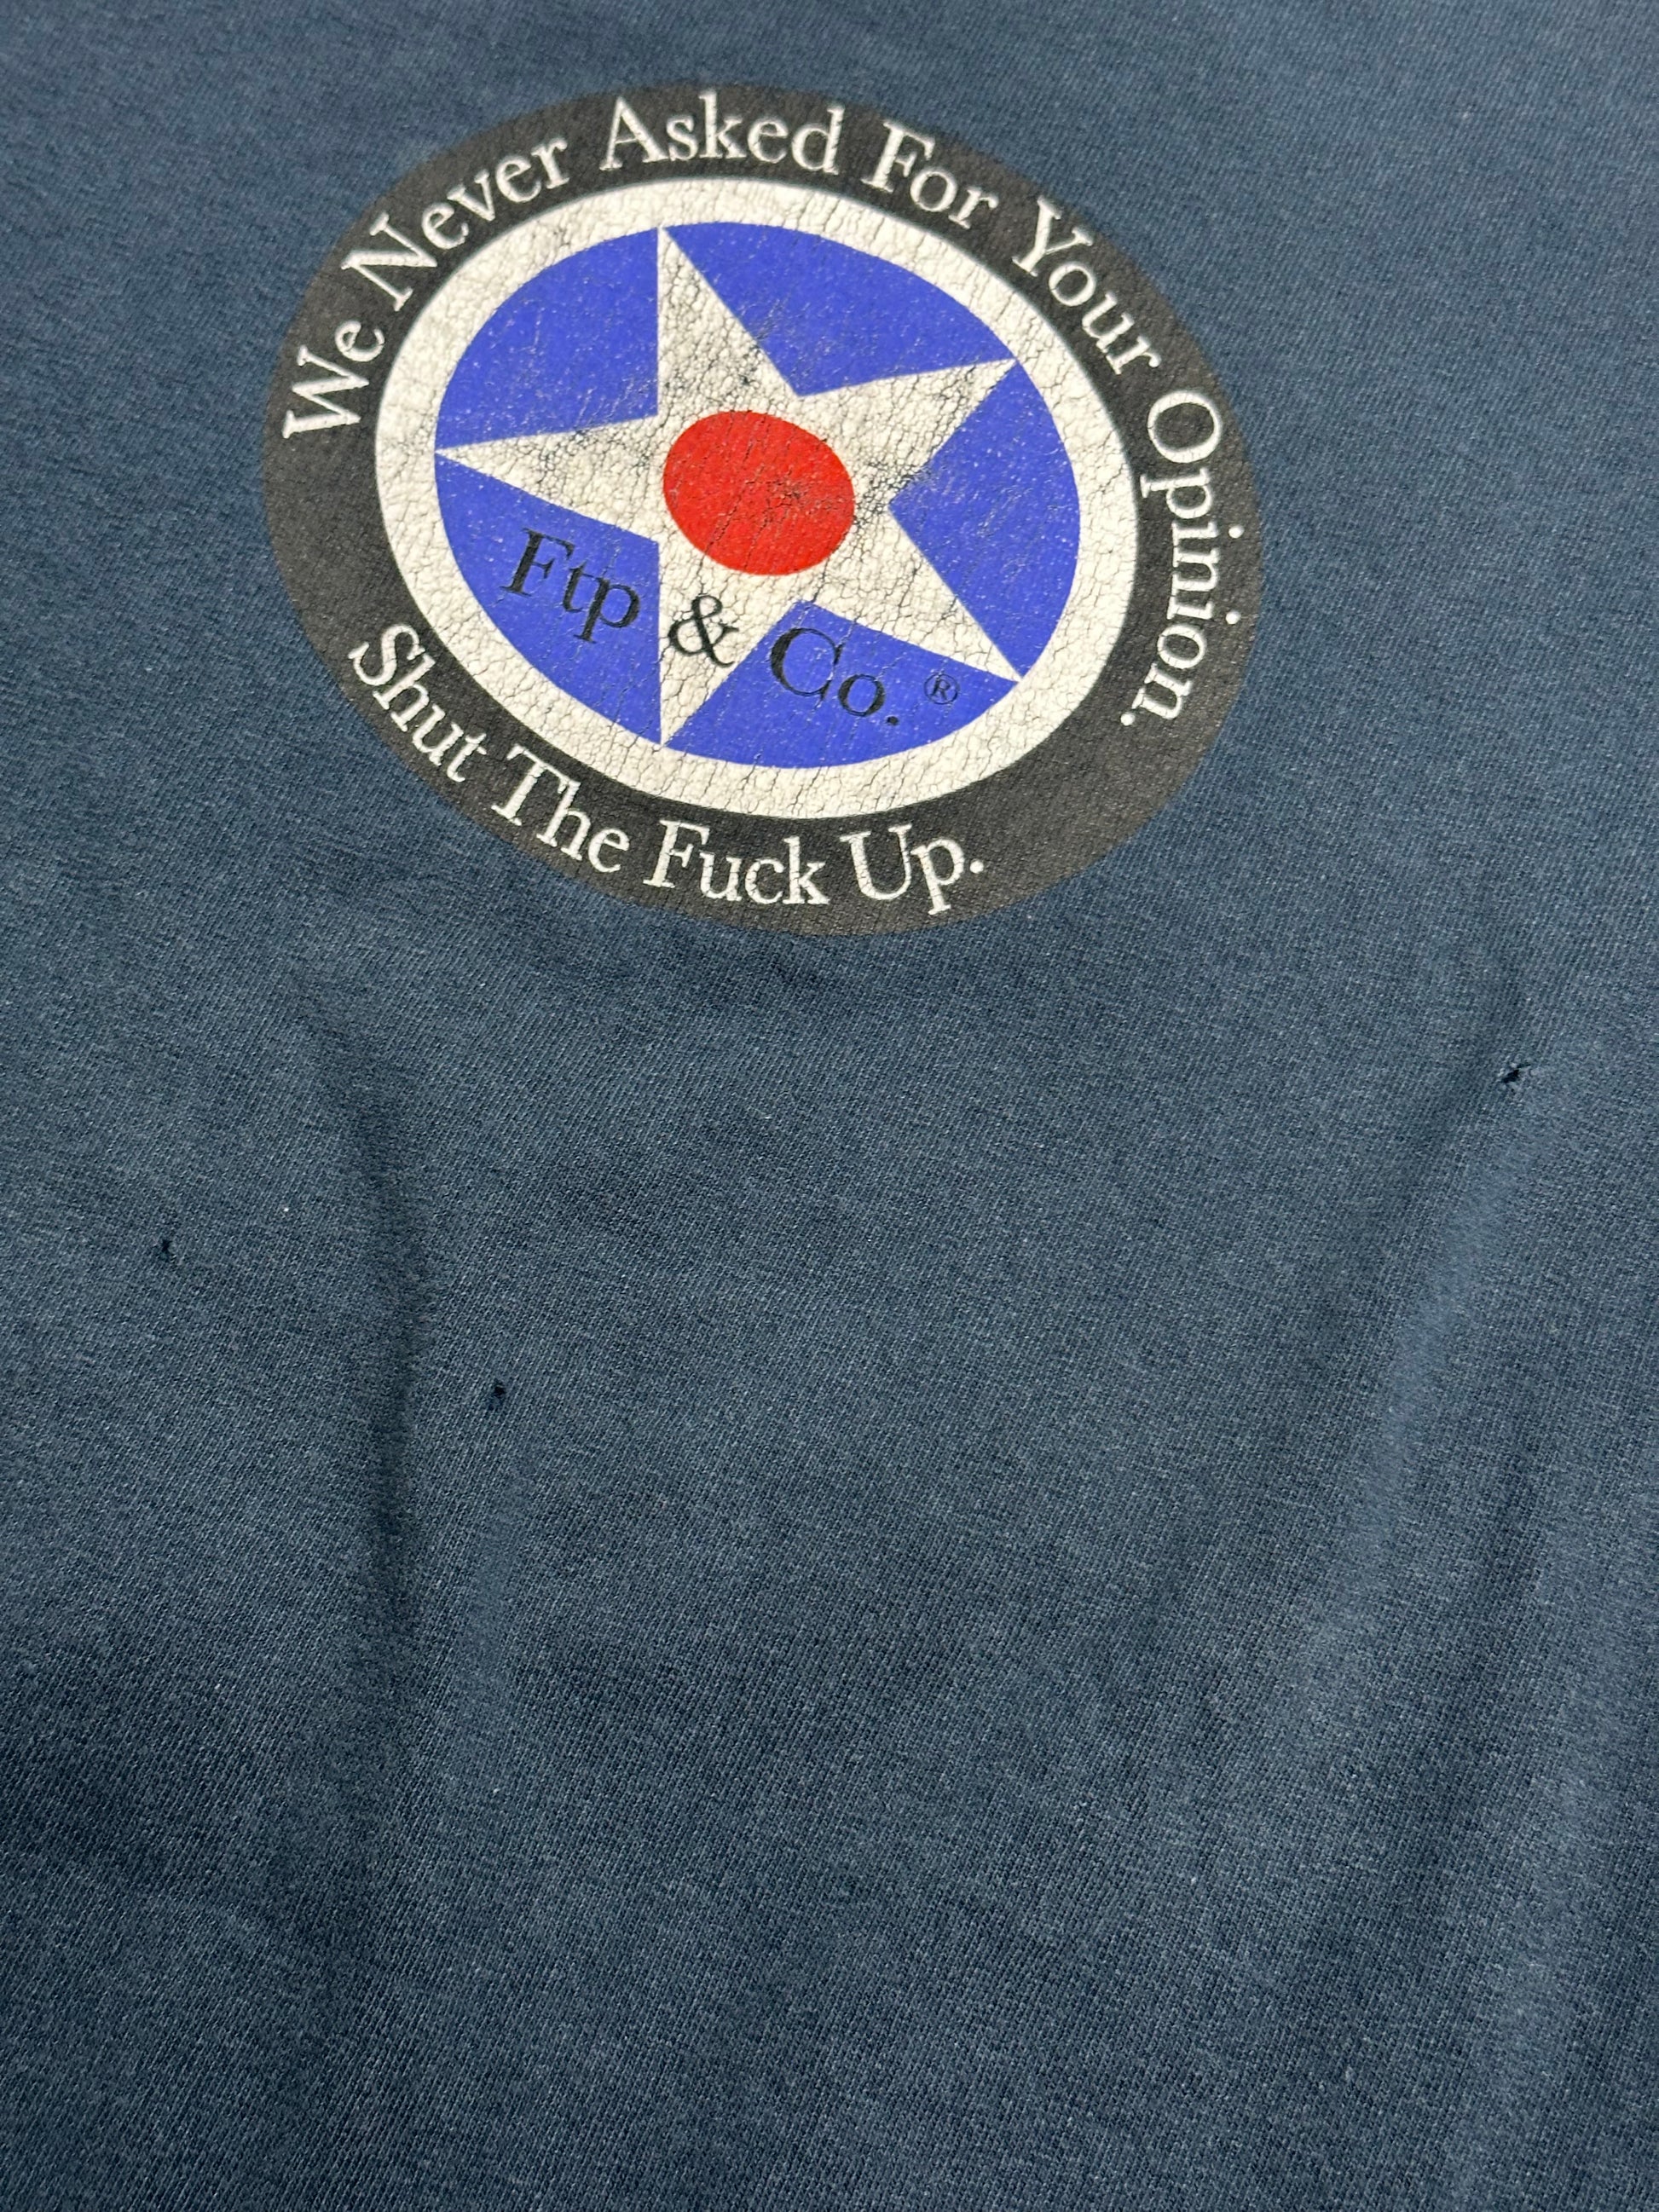 We Never Asked For Your Opinion.
Ftp & Co. ®
Shut The Fuck Up.